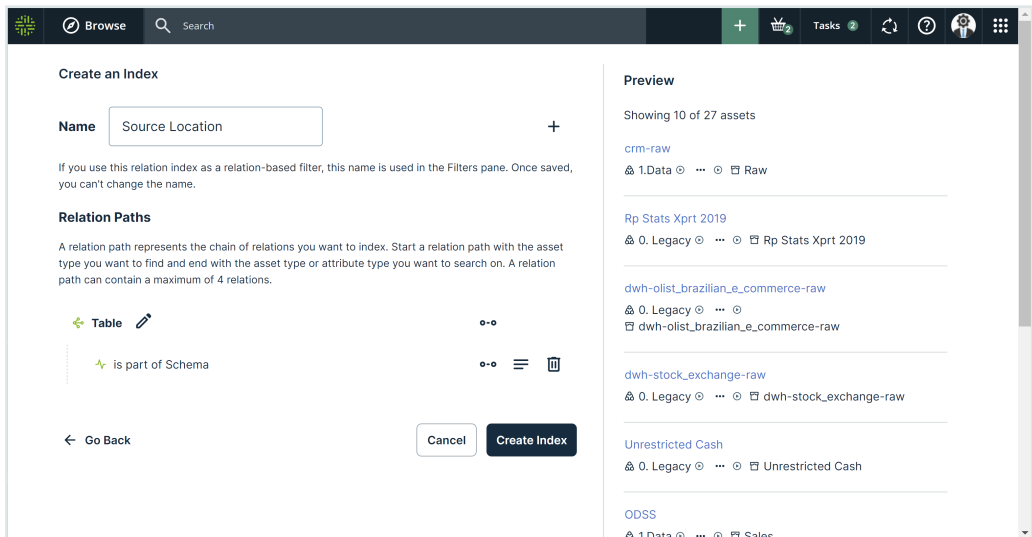 Browse
Search
Tasks 2
2
Create an Index
Name
Source Location
If you use this relation index as a relation-based filter, this name is used in the Filters pane. Once saved,
you can't change the name.
Relation Paths
A relation path represents the chain of relations you want to index. Start a relation path with the asset
type you want to find and end with the asset type or attribute type you want to search on. A relation
path can contain a maximum of 4 relations.
Table
is part of Schema
Go Back
Cancel
Create Index
Preview
Showing 10 of 27 assets
crm-raw
1.Data ··· Raw
Rp Stats Xprt 2019
0. Legacy ··· Rp Stats Xprt 2019
dwh-olist_brazilian_e_commerce-raw
0. Legacy ···
dwh-olist_brazilian_e_commerce-raw
dwh-stock_exchange-raw
0. Legacy ··· dwh-stock_exchange-raw
Unrestricted Cash
0. Legacy ··· Unrestricted Cash
ODSS
1.Data ··· Sales